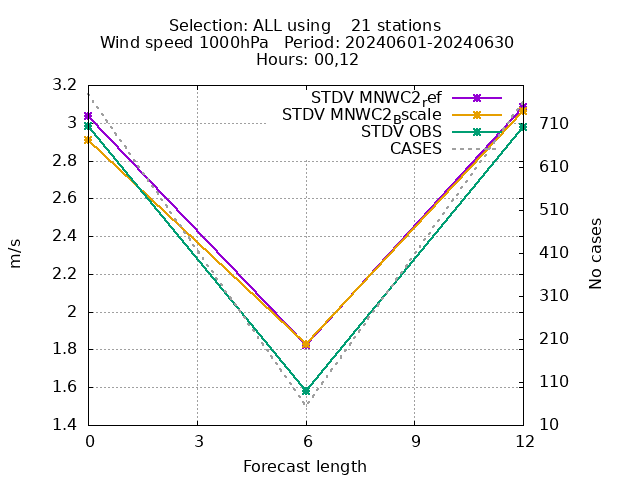 Selection: ALL using    21 stations
Wind speed 1000hPa   Period: 20240601-20240630
Hours: 00,12
STDV MNWC2_ref
STDV MNWC2_Bscale
STDV OBS
CASES
3.2
3
2.8
2.6
2.4
2.2
2
1.8
1.6
1.4
m/s
710
610
510
410
310
210
110
10
No cases
0 3 6 9 12
Forecast length